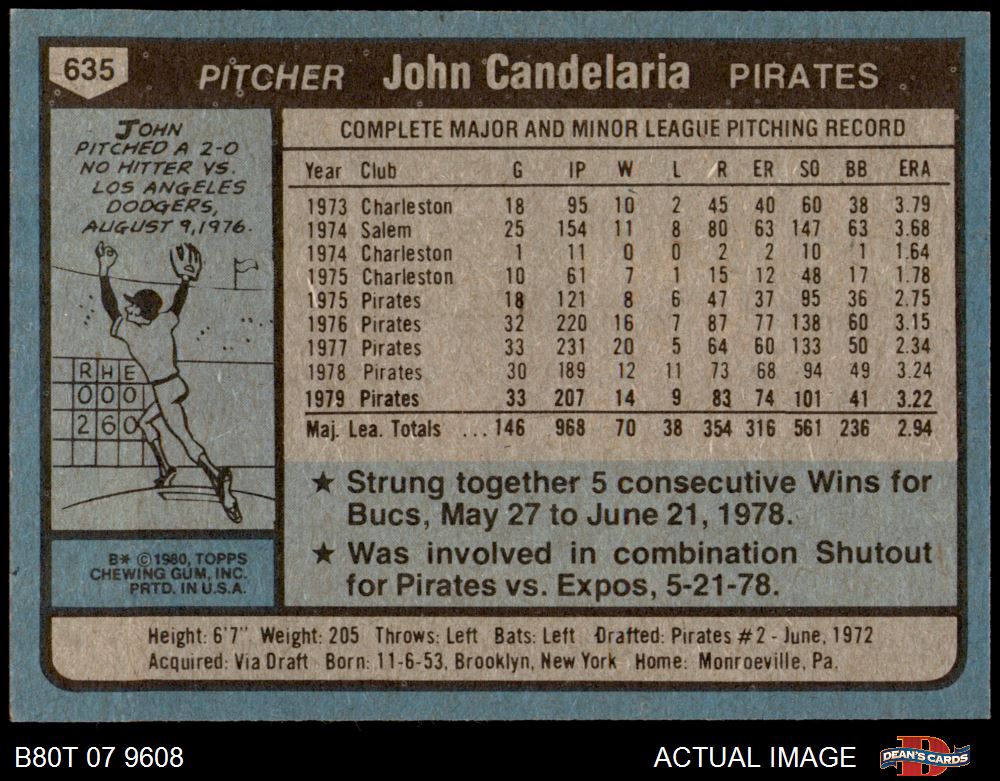 635
PITCHER John Candelaria PIRATES
JOHN
PITCHED A 2-0
NO HITTER VS.
LOS ANGELES
DODGERS,
AUGUST 9, 1976.
R H E
0 0 0
2 6 0
B* ©1980, TOPPS
CHEWING GUM, INC.
PRTD. IN U.S.A.
COMPLETE MAJOR AND MINOR LEAGUE PITCHING RECORD
Year Club G IP W L R ER SO BB ERA
1973 Charleston 18 95 10 2 45 40 60 38 3.79
1974 Salem 25 154 11 8 80 63 147 63 3.68
1974 Charleston 1 11 0 0 2 2 10 1 1.64
1975 Charleston 10 61 7 1 15 12 48 17 1.78
1975 Pirates 18 121 8 6 47 37 95 36 2.75
1976 Pirates 32 220 16 7 87 77 138 60 3.15
1977 Pirates 33 231 20 5 64 60 133 50 2.34
1978 Pirates 30 189 12 11 73 68 94 49 3.24
1979 Pirates 33 207 14 9 83 74 101 41 3.22
Maj. Lea. Totals ... 146 968 70 38 354 316 561 236 2.94
★ Strung together 5 consecutive Wins for
Bucs, May 27 to June 21, 1978.
★ Was involved in combination Shutout
for Pirates vs. Expos, 5-21-78.
Height: 6'7" Weight: 205 Throws: Left Bats: Left Drafted: Pirates #2 - June, 1972
Acquired: Via Draft Born: 11-6-53, Brooklyn, New York Home: Monroeville, Pa.
B80T 07 9608
ACTUAL IMAGE
D
DEAN'S CARDS